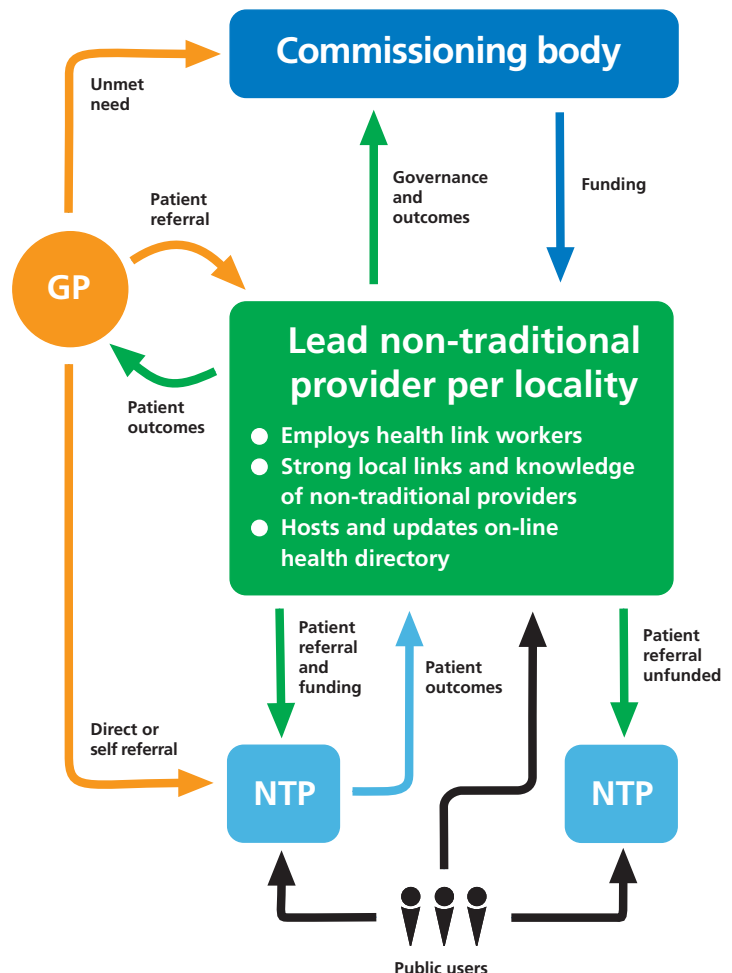 Commissioning body
Unmet
need
Governance
and
outcomes
Funding
Patient
referral
GP
Lead non-traditional
provider per locality
Employs health link workers
Strong local links and knowledge
of non-traditional providers
Hosts and updates on-line
health directory
Patient
outcomes
Patient
referral
and
funding
Patient
outcomes
Patient
referral
unfunded
Direct or
self referral
NTP
NTP
Public users